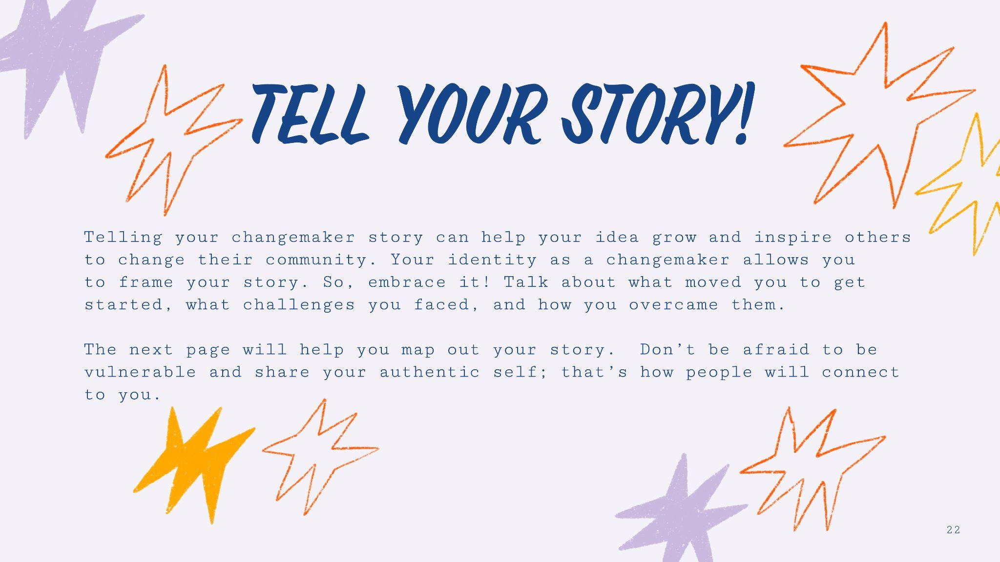 TELL YOUR STORY!
Telling your changemaker story can help your idea grow and inspire others
to change their community. Your identity as a changemaker allows you
to frame your story. So, embrace it! Talk about what moved you to get
started, what challenges you faced, and how you overcame them.
The next page will help you map out your story.  Don’t be afraid to be
vulnerable and share your authentic self; that’s how people will connect
to you.
22